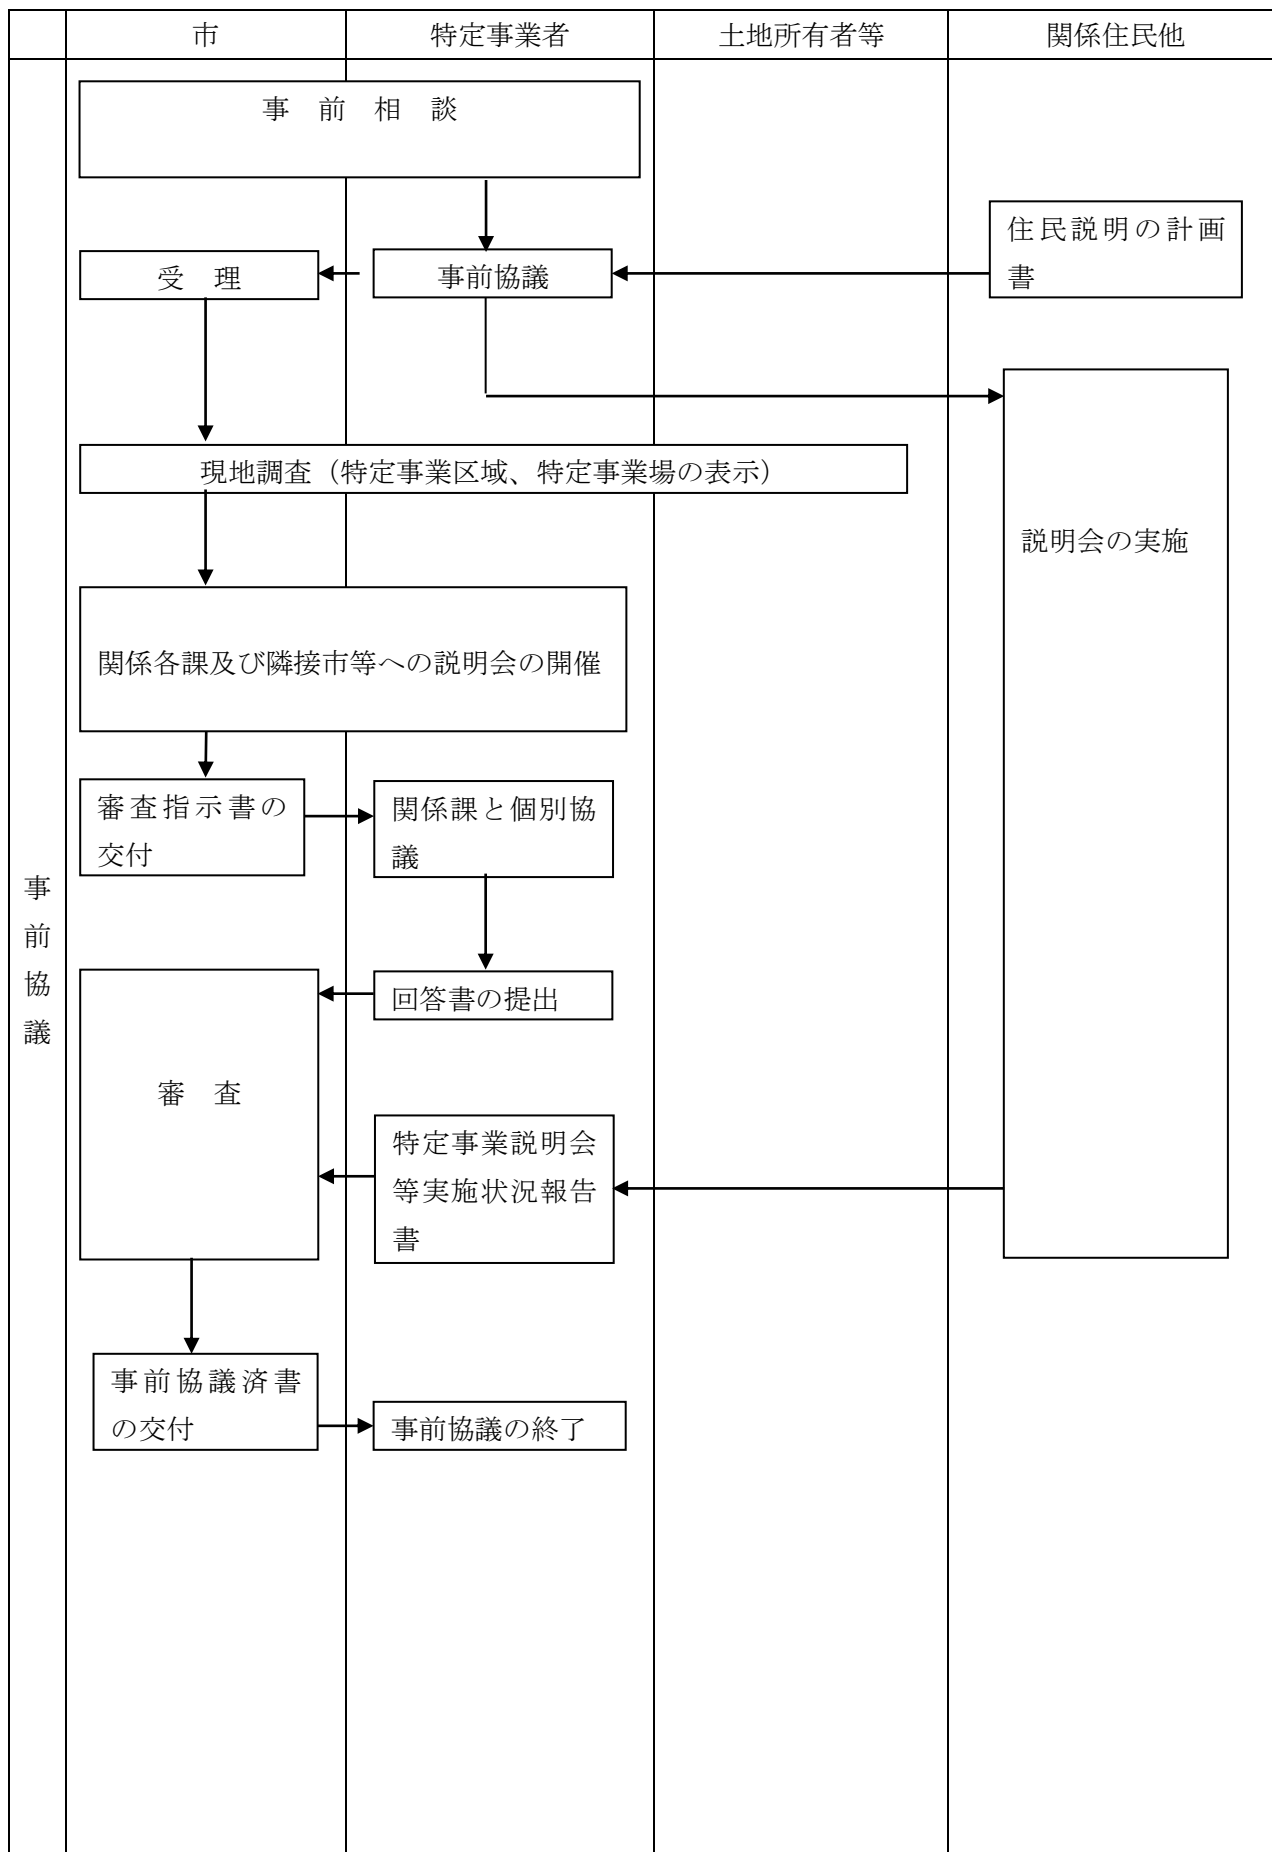 市 特定事業者 土地所有者等 関係住民他
事 前 相 談
住民説明の計画
書
受 理
事前協議
現地調査（特定事業区域、特定事業場の表示）
説明会の実施
関係各課及び隣接市等への説明会の開催
審査指示書の
交付
関係課と個別協
議
事
前
協
議
回答書の提出
審 査
特定事業説明会
等実施状況報告
書
事前協議済書
の交付
事前協議の終了